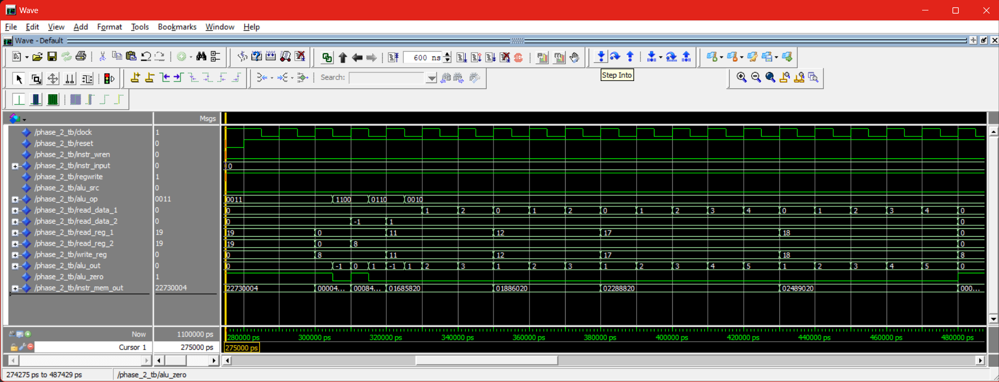 Wave
File Edit View Add Format Tools Bookmarks Window Help
Wave - Default
600 ns
Search:
Step Into
Msgs
/phase_2_tb/clock 1
/phase_2_tb/reset 0
/phase_2_tb/instr_wren 0
/phase_2_tb/instr_input 0 0
/phase_2_tb/regwrite 1
/phase_2_tb/alu_src 0
/phase_2_tb/alu_op 0011 0011 1100 0110 0010
/phase_2_tb/read_data_1 0 0 1 2 0 1 2 0 1 2 3 4 0 1 2 3 4 0
/phase_2_tb/read_data_2 0 0 -1 1 0
/phase_2_tb/read_reg_1 19 19 0 11 12 17 18 0
/phase_2_tb/read_reg_2 19 19 0 8 0
/phase_2_tb/write_reg 0 0 8 11 12 17 18 8
/phase_2_tb/alu_out 0 0 -1 0 1 -1 1 2 3 1 2 3 1 2 3 4 5 1 2 3 4 5 0
/phase_2_tb/alu_zero 1
/phase_2_tb/instr_mem_out 22730004 22730004 00004... 00084... 01685820 01886020 02288820 02489020 000...
Now 1100000 ps 280000 ps 300000 ps 320000 ps 340000 ps 360000 ps 380000 ps 400000 ps 420000 ps 440000 ps 460000 ps 480000 ps
Cursor 1 275000 ps 275000 ps
274275 ps to 487429 ps /phase_2_tb/alu_zero